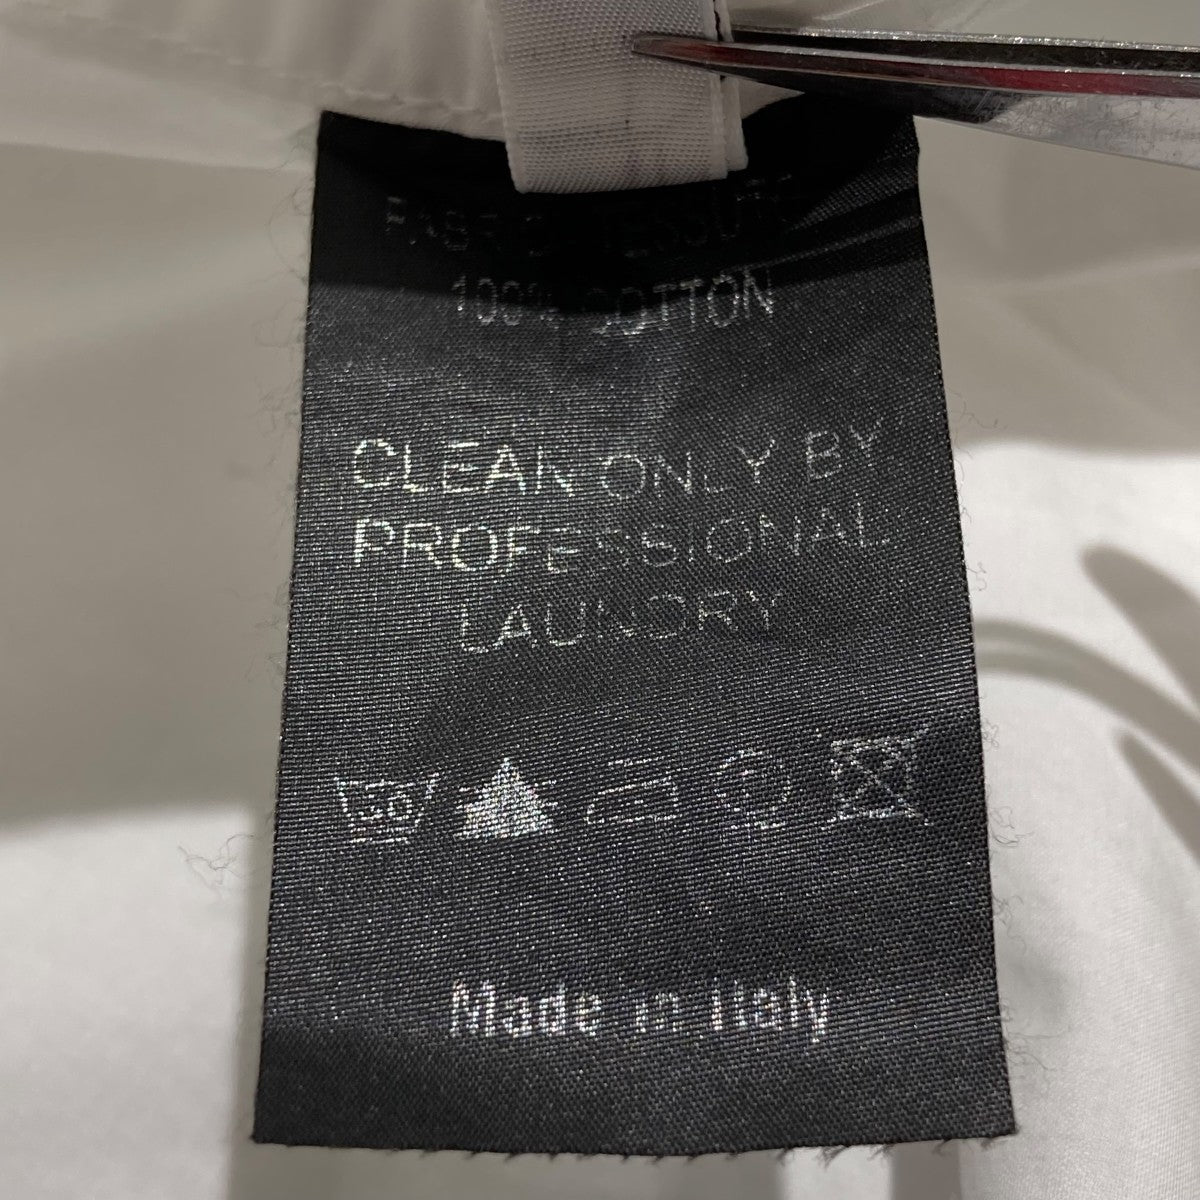 FABRIC TESSUTO
100% COTTON
CLEAN ONLY BY
PROFESSIONAL
LAUNDRY
Made in Italy